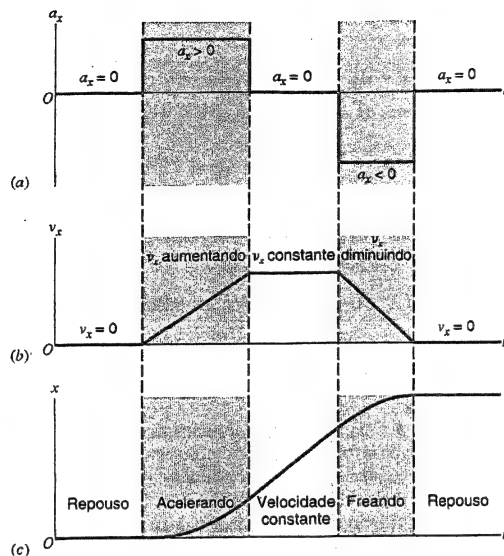 a_x
a_x > 0
a_x = 0
a_x = 0
a_x = 0
O
a_x < 0
(a)
v_x
v_x aumentando
v_x constante
v_x diminuindo
v_x = 0
v_x = 0
O
(b)
x
Repouso
Acelerando
Velocidade
constante
Freando
Repouso
O
(c)